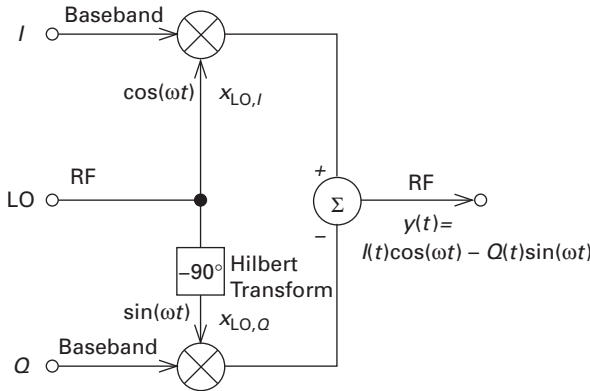 Baseband
I
cos(ωt) x_LO,I
RF
LO
+
Σ
RF
−
y(t)=
I(t)cos(ωt) − Q(t)sin(ωt)
−90°
Hilbert
Transform
sin(ωt)
x_LO,Q
Baseband
Q